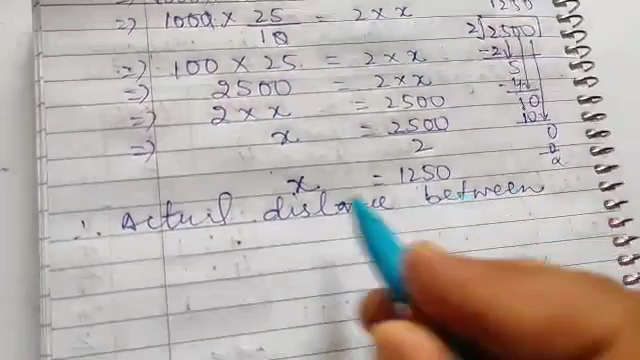 => 1000 × 25/10 = 2 × x
=> 100 × 25 = 2 × x
=> 2500 = 2 × x
=> 2 × x = 2500
=> x = 2500/2
x = 1250
∴ Actual distance between
1250
2)2500
-2
5
-4
10
10
0